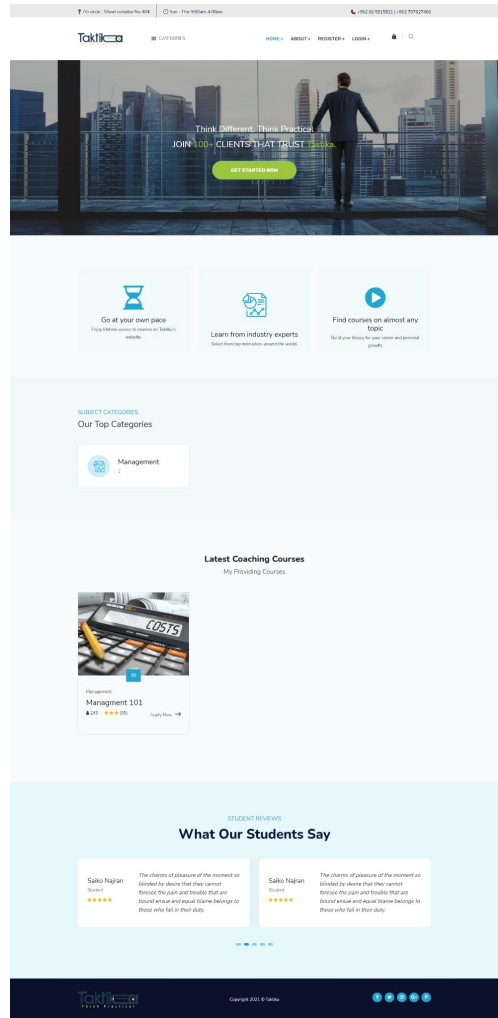 7th circle - Silawi complex No. 404
Sun - Thu: 9:00am-4:30pm
+962 (6) 5815821 | +962 797627466
Taktika
CATEGORIES
HOME +
ABOUT +
REGISTER +
LOGIN +
Think Different. Think Practical
JOIN 100+ CLIENTS THAT TRUST Taktika.
GET STARTED NOW
Go at your own pace
Enjoy lifetime access to courses on Taktika's
website.
Learn from industry experts
Select from top instructors around the world.
Find courses on almost any
topic
Build your library for your career and personal
growth.
SUBJECT CATEGORIES
Our Top Categories
Management
Latest Coaching Courses
My Providing Courses
COSTS
Management
Managment 101
245
(05)
Apply Now
STUDENT REVIEWS
What Our Students Say
Saiko Najran
Student
The charms of pleasure of the moment so
blinded by desire that they cannot
foresee the pain and trouble that are
bound ensue and equal blame belongs to
those who fail in their duty.
Saiko Najran
Student
The charms of pleasure of the moment so
blinded by desire that they cannot
foresee the pain and trouble that are
bound ensue and equal blame belongs to
those who fail in their duty.
Taktika
Think Practical
Copyright 2021 © Taktika